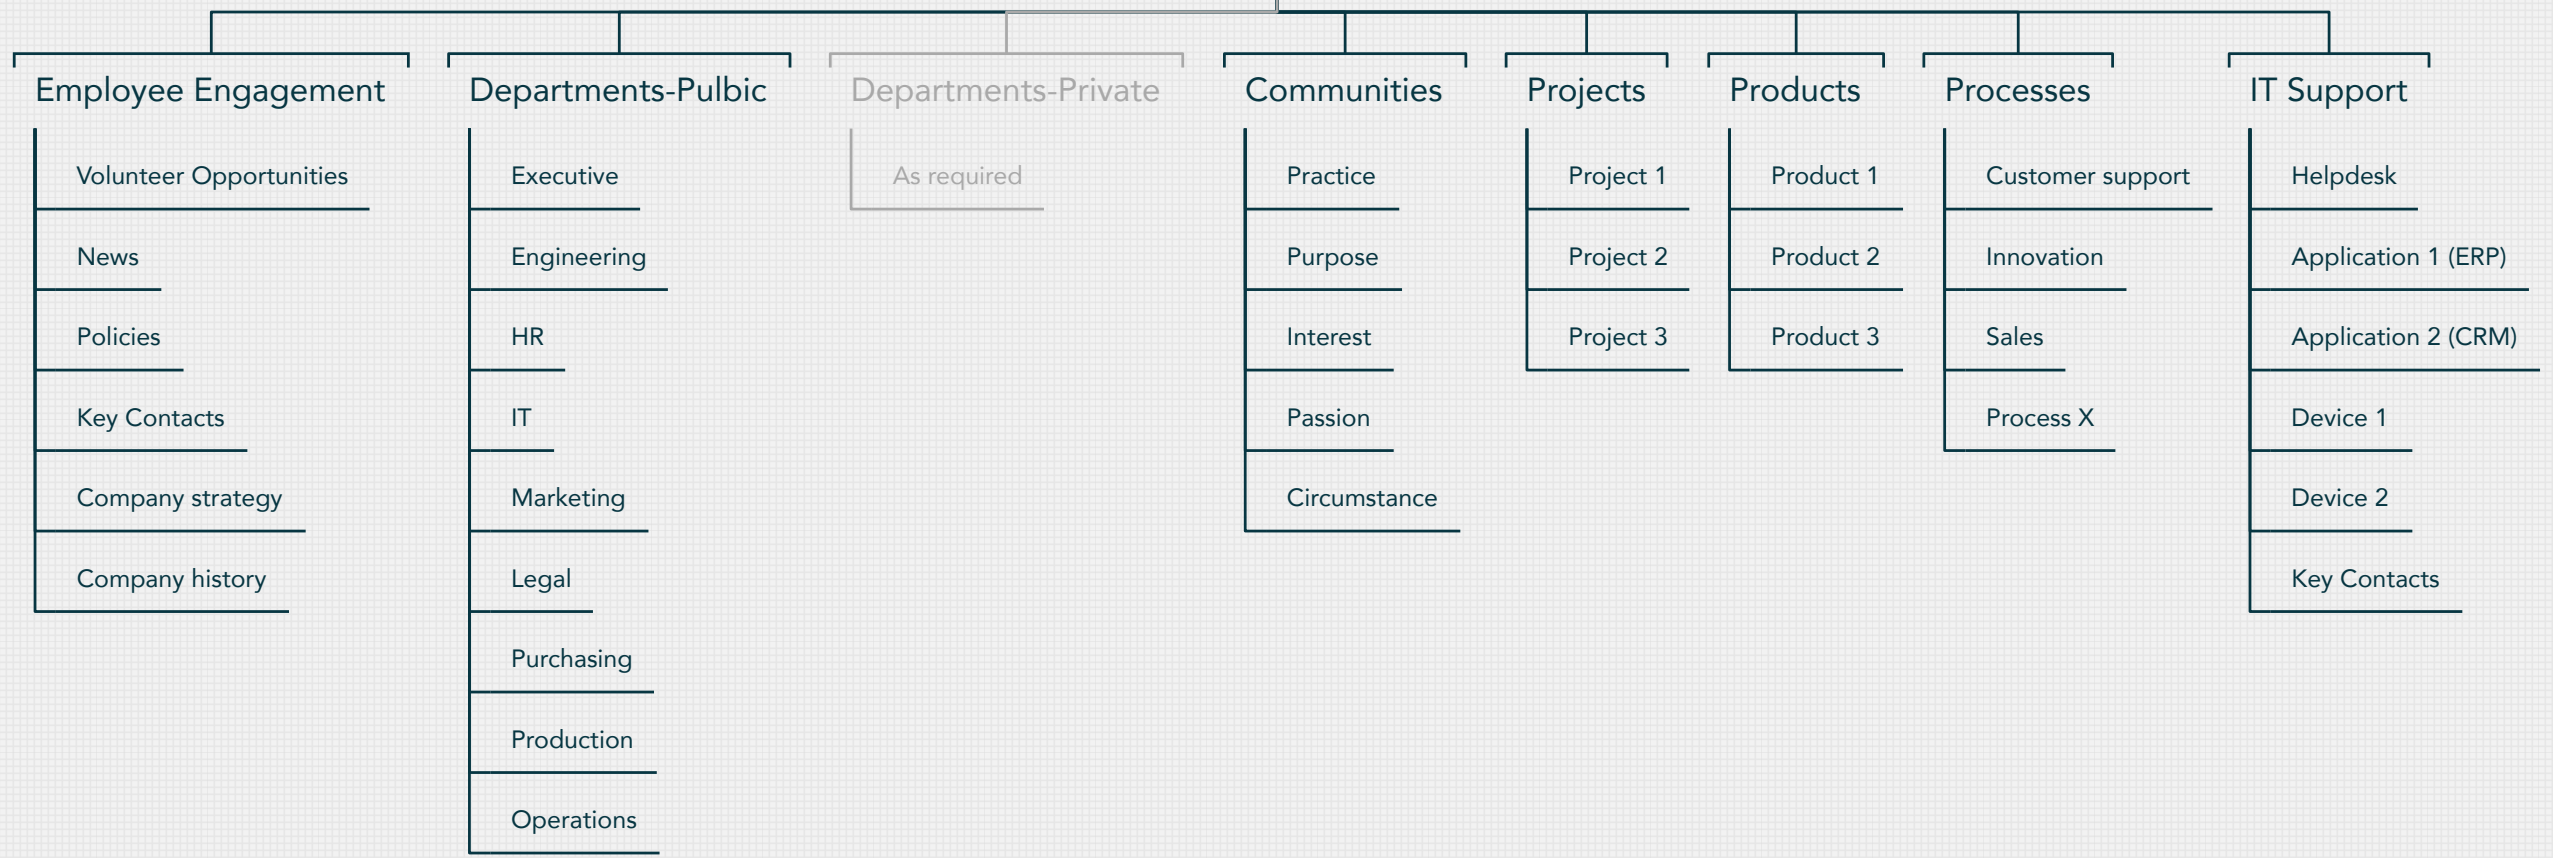 Employee Engagement
Volunteer Opportunities
News
Policies
Key Contacts
Company strategy
Company history
Departments-Pulbic
Executive
Engineering
HR
IT
Marketing
Legal
Purchasing
Production
Operations
Departments-Private
As required
Communities
Practice
Purpose
Interest
Passion
Circumstance
Projects
Project 1
Project 2
Project 3
Products
Product 1
Product 2
Product 3
Processes
Customer support
Innovation
Sales
Process X
IT Support
Helpdesk
Application 1 (ERP)
Application 2 (CRM)
Device 1
Device 2
Key Contacts